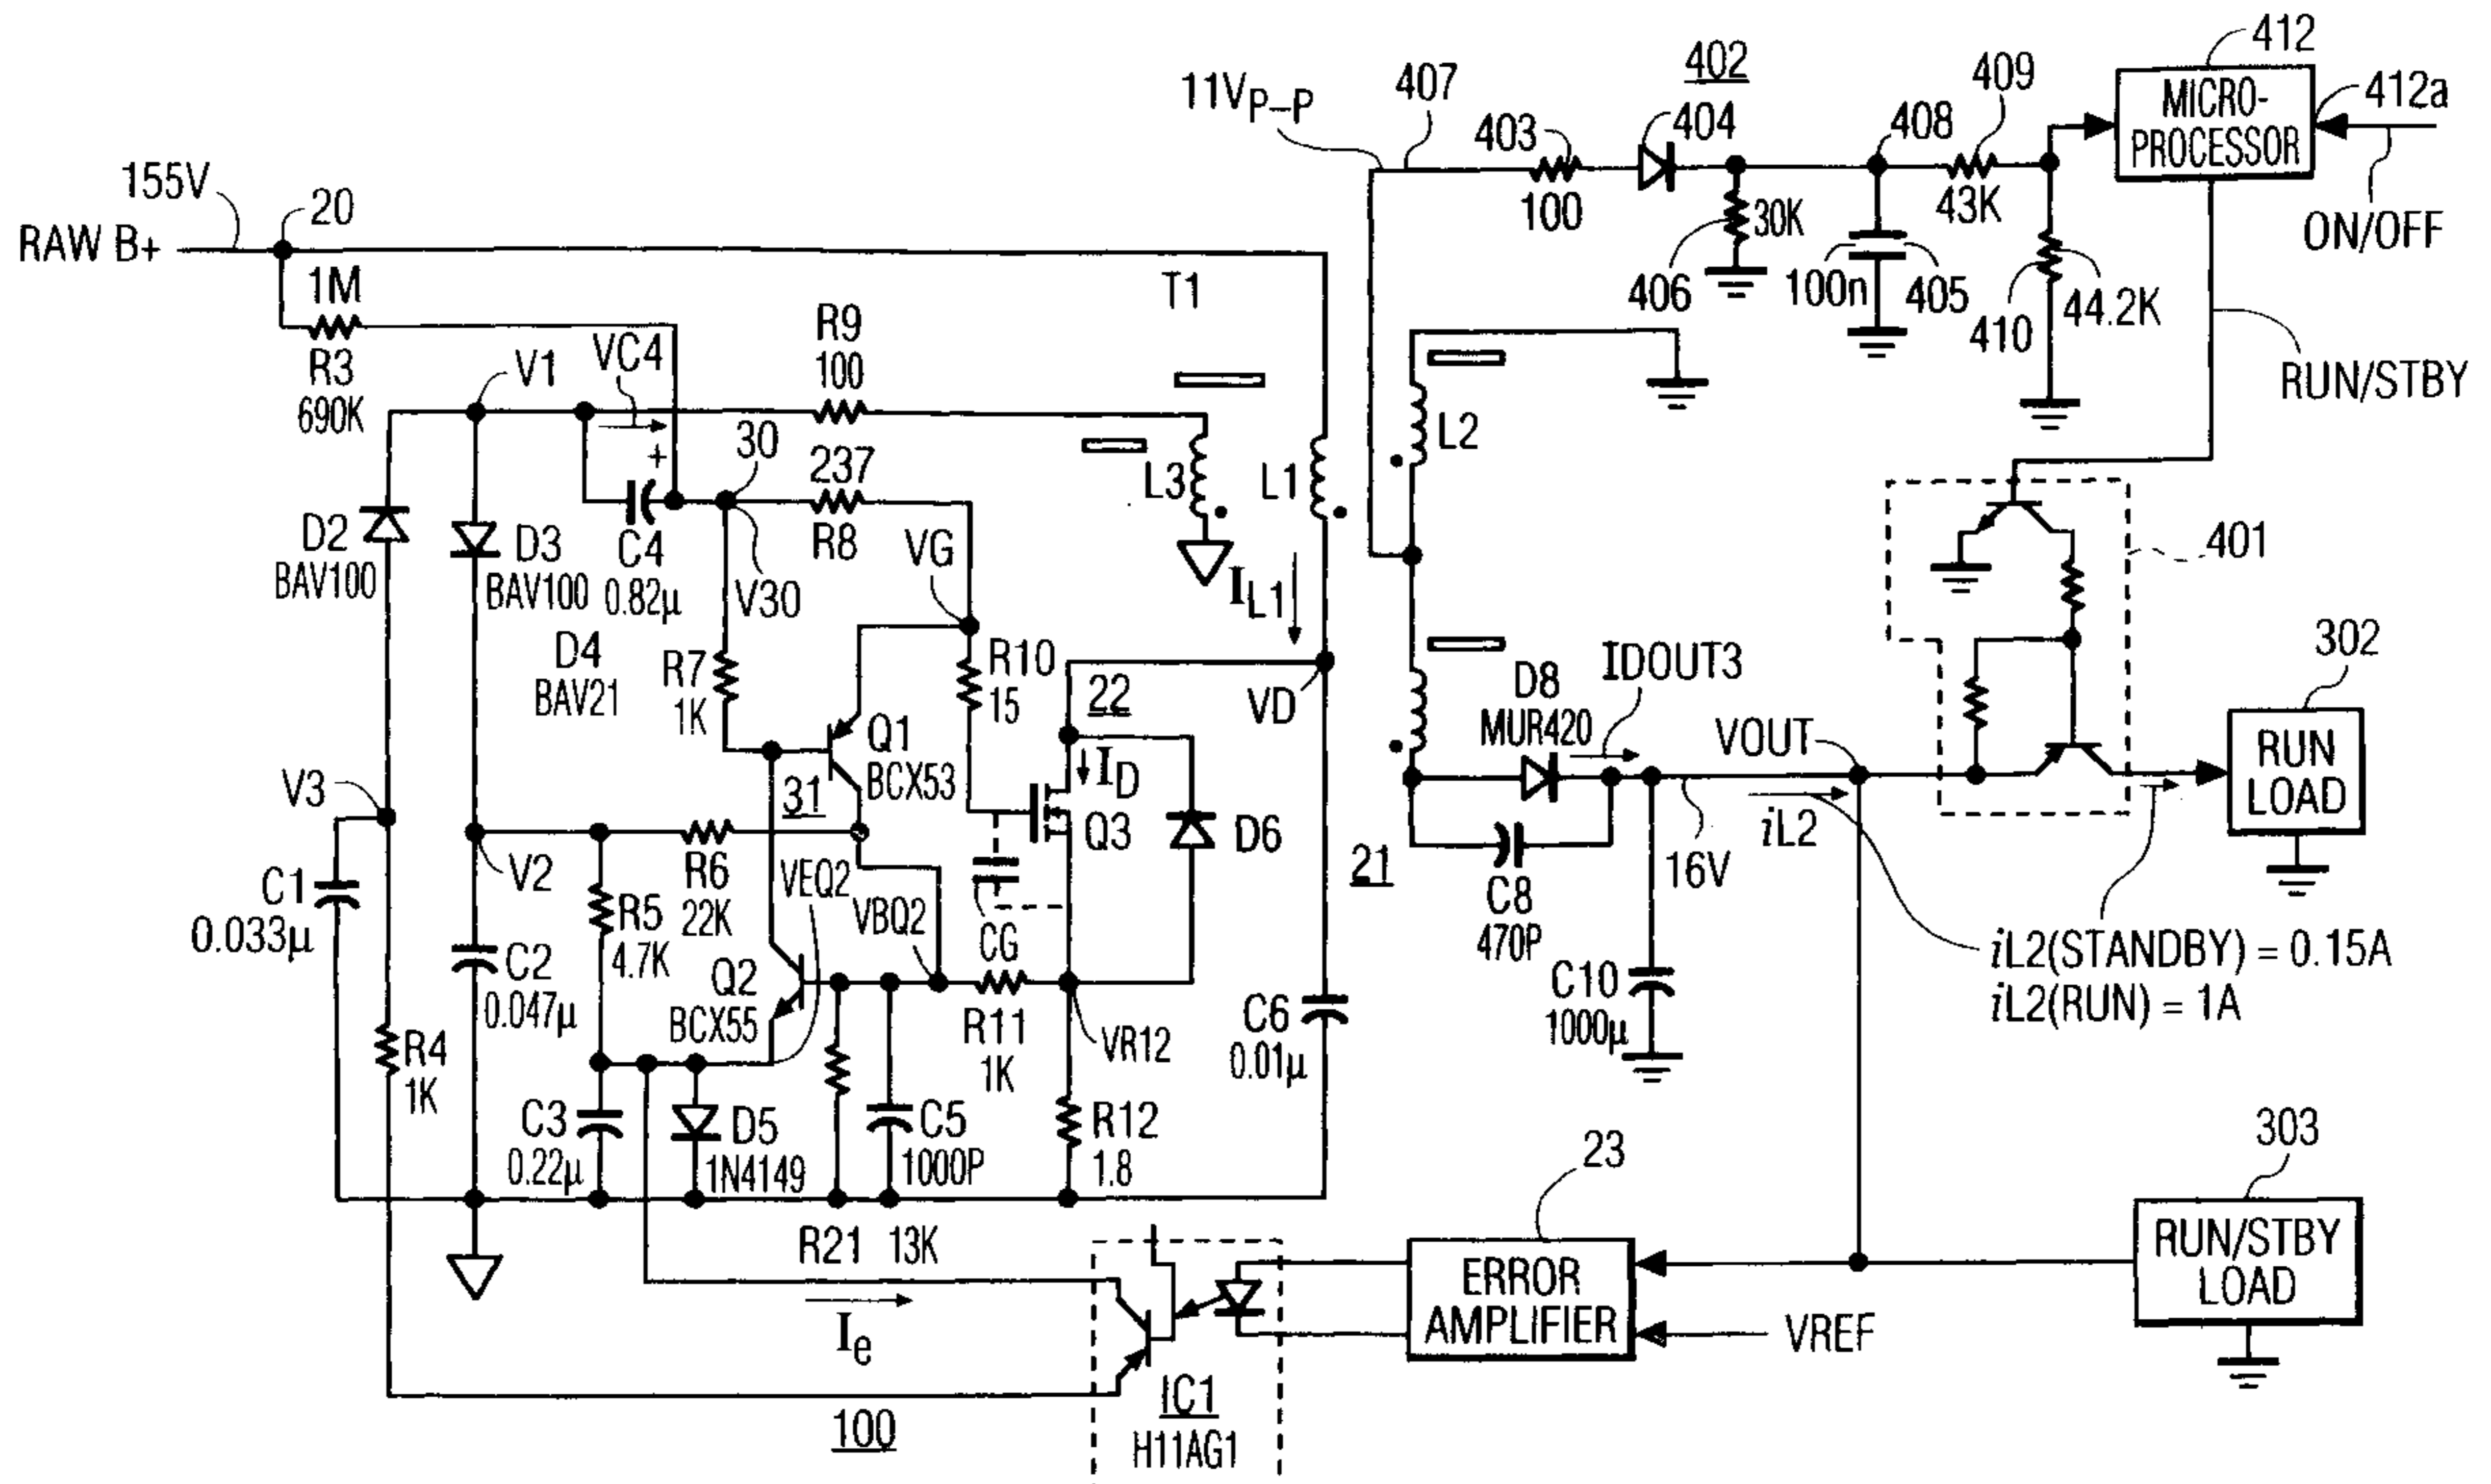 412
402
11VP–P
407
409
MICRO-
PROCESSOR
412a
403
404
408
155V
20
100
30K
43K
ON/OFF
RAW B+
1M
T1
406
100n
405
410
44.2K
R9
100
VC4
V1
R3
690K
RUN/STBY
30
+
237
L3
L1
L2
D2
BAV100
D3
BAV100
C4
0.82µ
R8
VG
V30
IL1
401
D4
BAV21
R7
1K
R10
15
22
VD
D8
MUR420
IDOUT3
302
Q1
BCX53
VOUT
RUN
LOAD
V3
31
ID
Q3
D6
V2
R6
22K
VEQ2
21
16V
iL2
C1
0.033µ
R5
4.7K
VBQ2
CG
C8
470P
C2
0.047µ
Q2
BCX55
R11
1K
VR12
C6
0.01µ
C10
1000µ
iL2(STANDBY) = 0.15A
iL2(RUN) = 1A
R4
1K
C3
0.22µ
D5
1N4149
C5
1000P
R12
1.8
23
303
R21 13K
ERROR
AMPLIFIER
RUN/STBY
LOAD
Ie
VREF
IC1
H11AG1
100